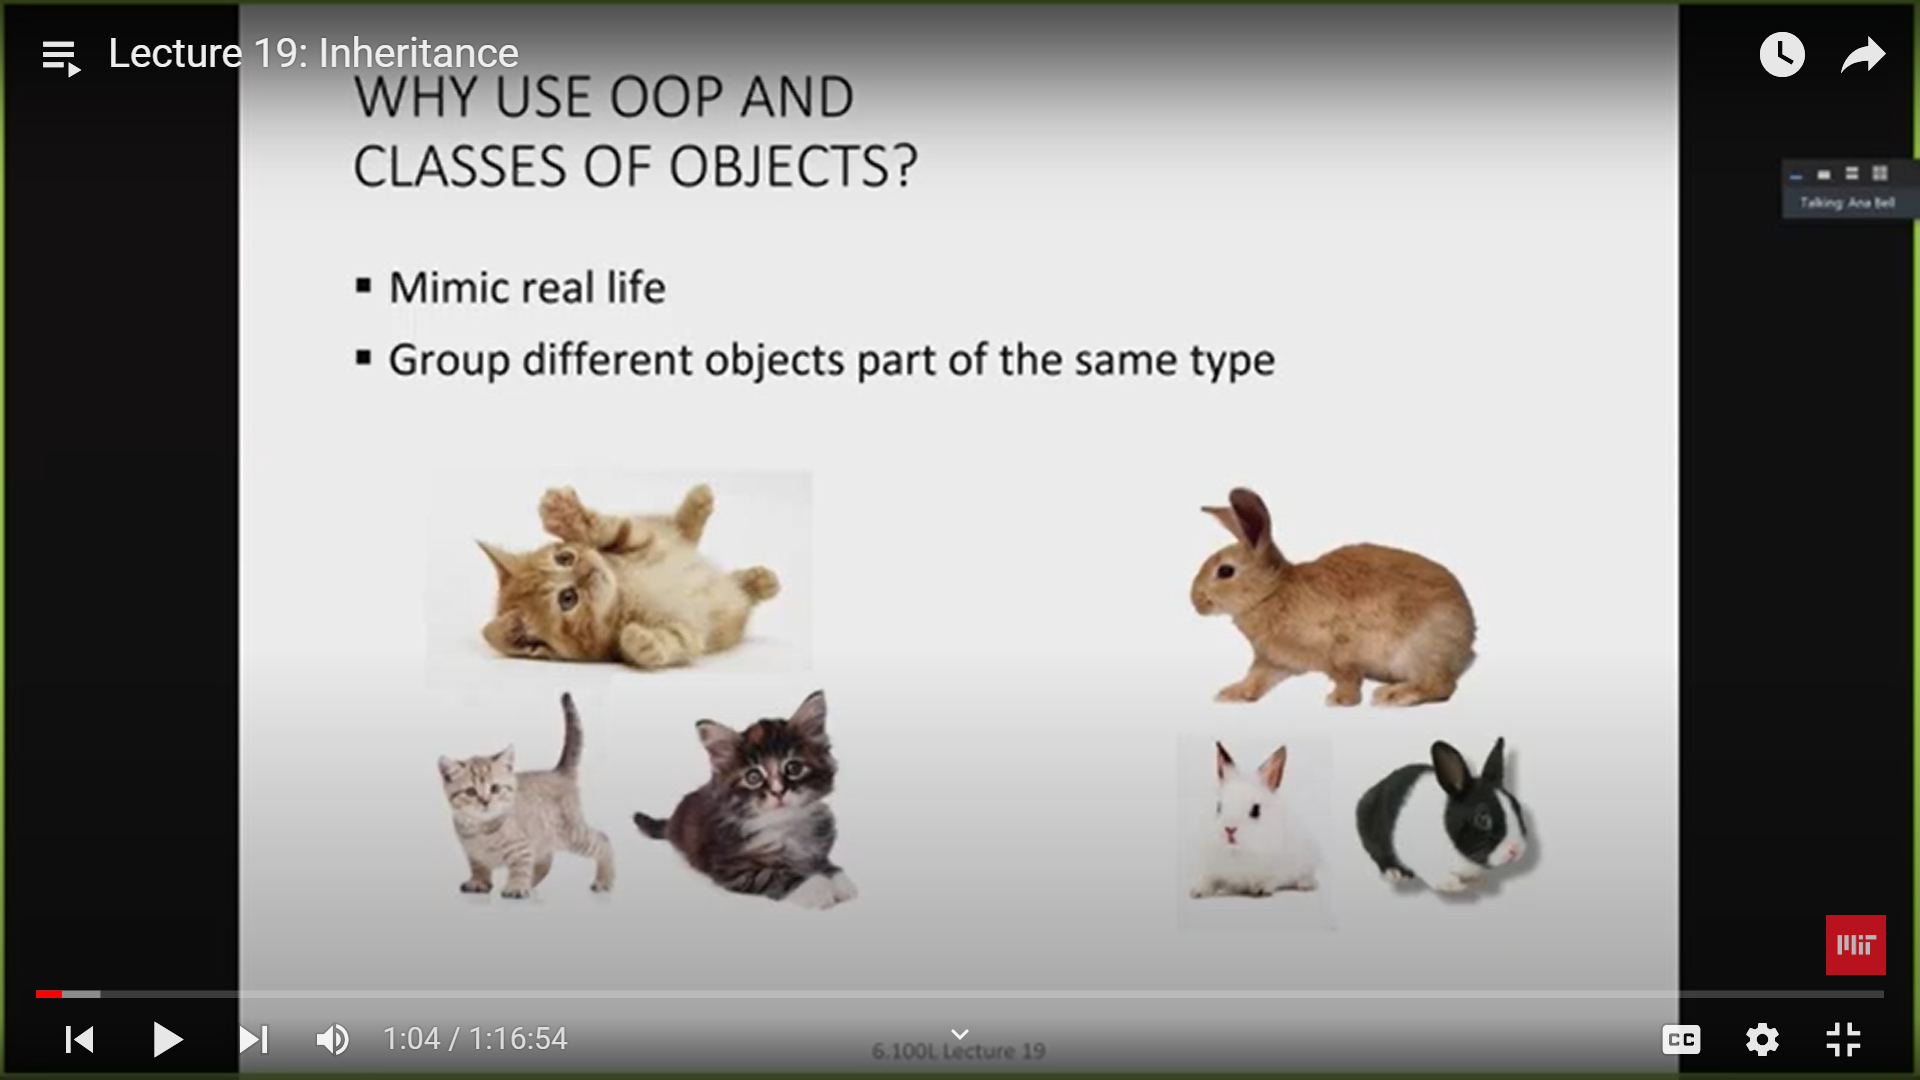 Lecture 19: Inheritance
WHY USE OOP AND
CLASSES OF OBJECTS?
Talking: Ana Bell
▪ Mimic real life
▪ Group different objects part of the same type
MIT
1:04 / 1:16:54
CC
6.100L Lecture 19